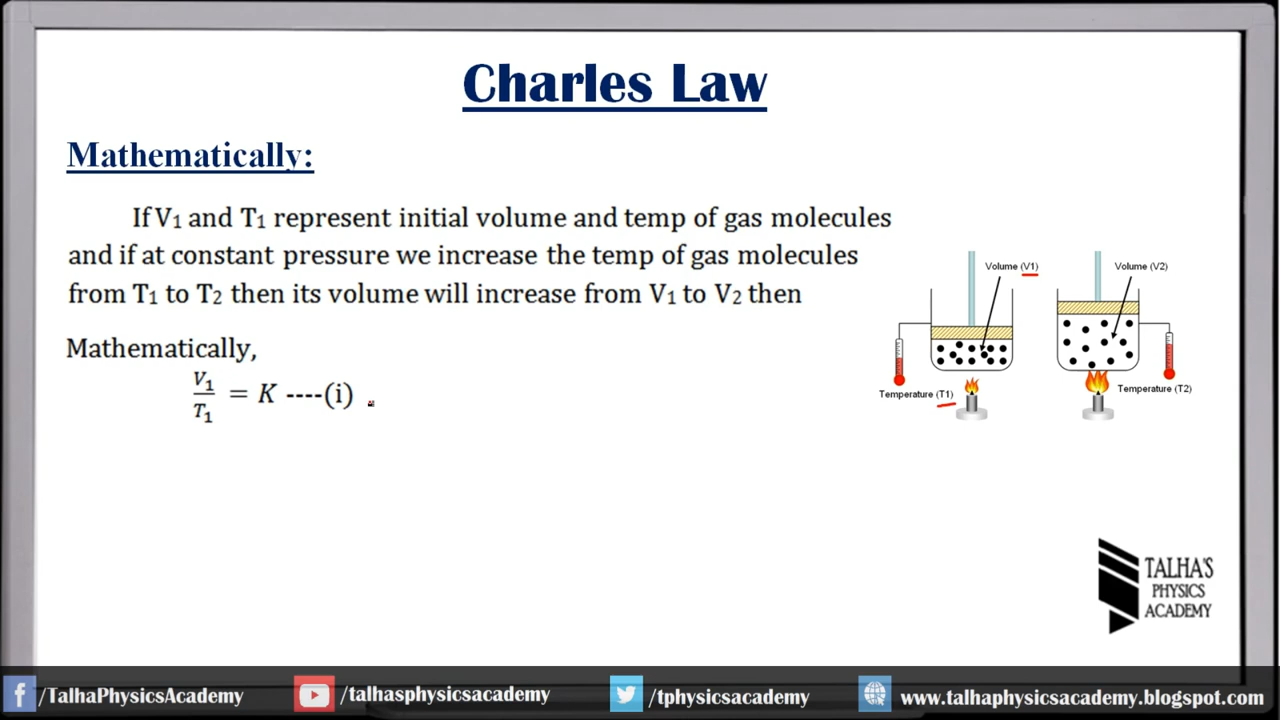 Charles Law
Mathematically:
If V₁ and T₁ represent initial volume and temp of gas molecules
and if at constant pressure we increase the temp of gas molecules
from T₁ to T₂ then its volume will increase from V₁ to V₂ then
Mathematically,
V₁/T₁ = K ----(i)
Volume (V1)
Volume (V2)
Temperature (T1)
Temperature (T2)
TALHA'S
PHYSICS
ACADEMY
/TalhaPhysicsAcademy
/talhasphysicsacademy
/tphysicsacademy
www.talhaphysicsacademy.blogspot.com